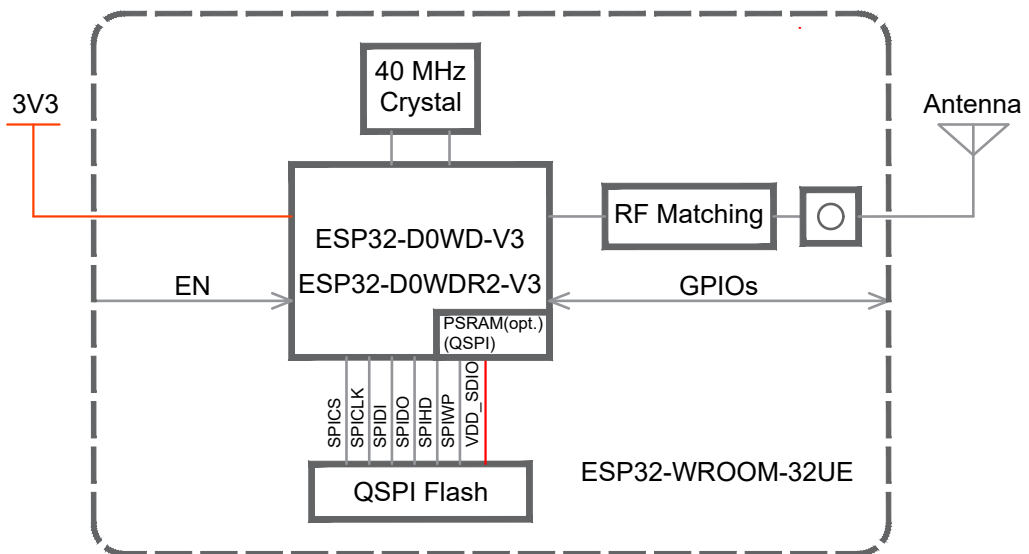 40 MHz
Crystal
3V3
Antenna
RF Matching
ESP32-D0WD-V3
ESP32-D0WDR2-V3
EN
GPIOs
PSRAM(opt.)
(QSPI)
SPICS
SPICLK
SPIDI
SPIDO
SPIHD
SPIWP
VDD_SDIO
QSPI Flash
ESP32-WROOM-32UE